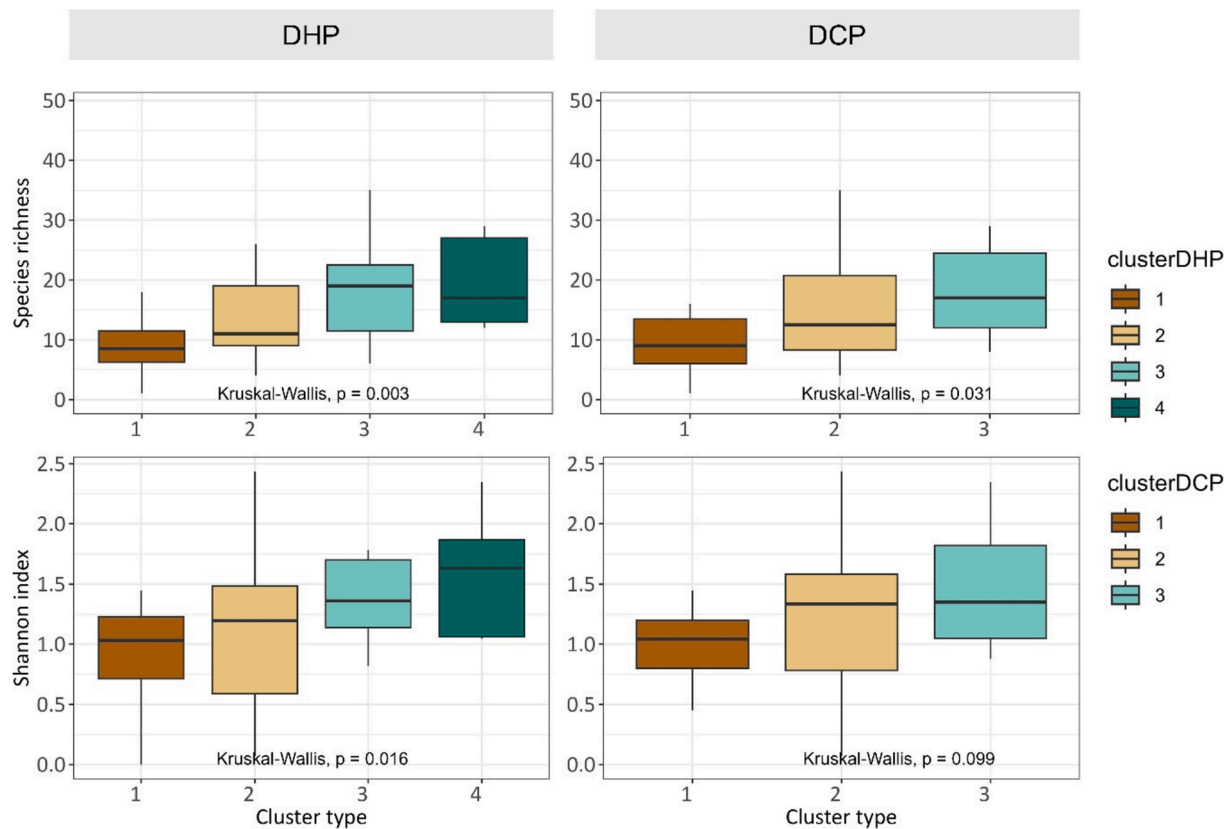 DHP
DCP
Species richness
50
40
30
20
10
0
Kruskal-Wallis, p = 0.003
1 2 3 4
50
40
30
20
10
0
Kruskal-Wallis, p = 0.031
1 2 3
clusterDHP
1
2
3
4
Shannon index
2.5
2.0
1.5
1.0
0.5
0.0
Kruskal-Wallis, p = 0.016
1 2 3 4
Cluster type
2.5
2.0
1.5
1.0
0.5
0.0
Kruskal-Wallis, p = 0.099
1 2 3
Cluster type
clusterDCP
1
2
3